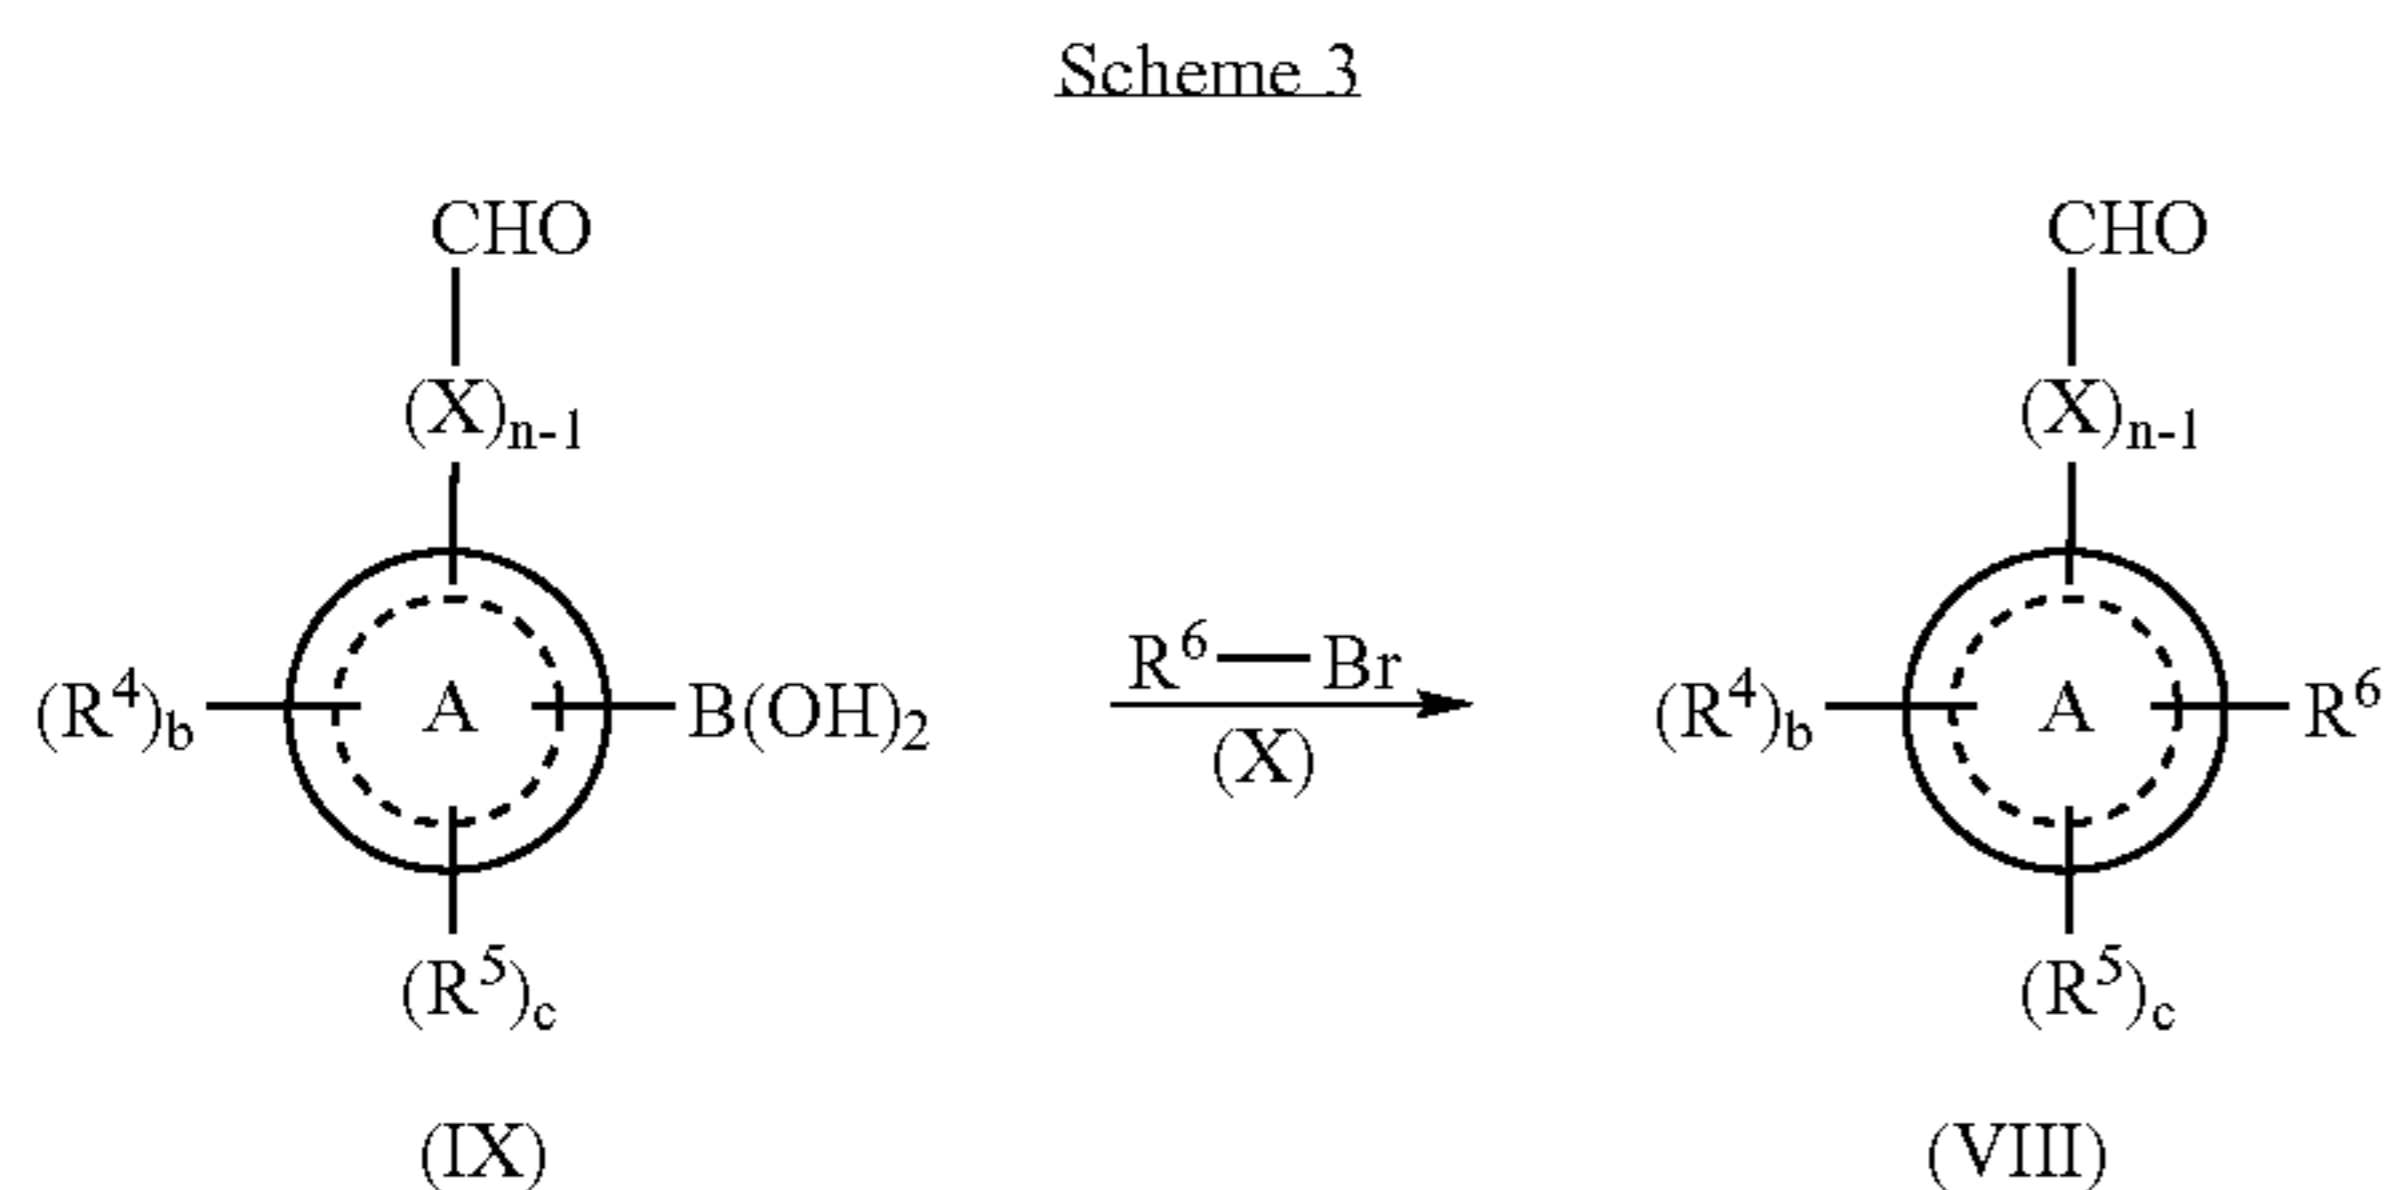 Scheme 3
CHO CHO
(X)n-1 (X)n-1
R6—Br
(R4)b A B(OH)2 (R4)b A R6
(X)
(R5)c (R5)c
(IX) (VIII)